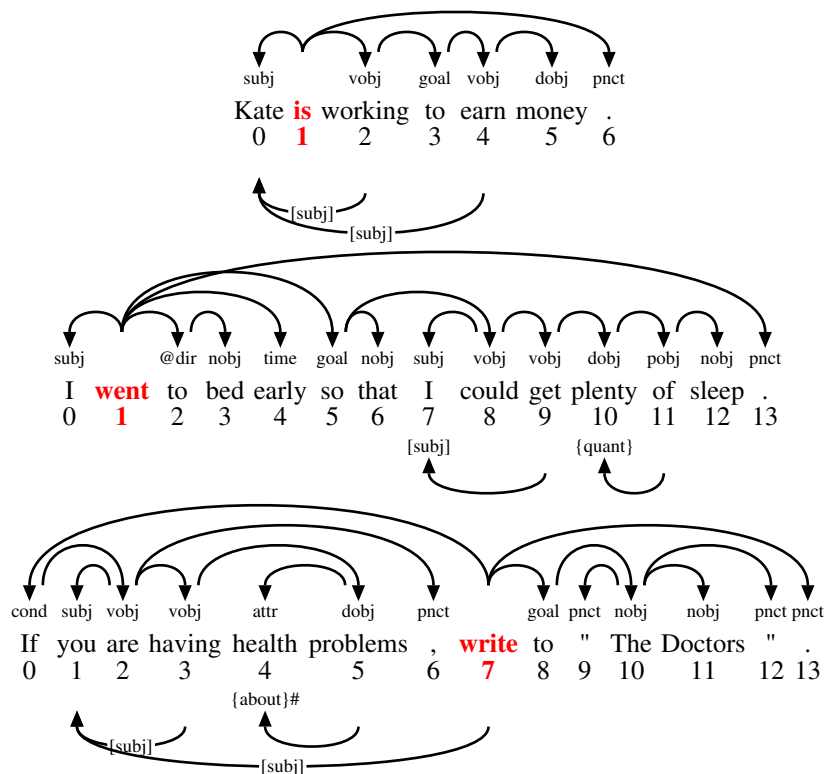 subj vobj goal vobj dobj pnct
Kate is working to earn money .
0 1 2 3 4 5 6
[subj]
[subj]
subj @dir nobj time goal nobj subj vobj vobj dobj pobj nobj pnct
I went to bed early so that I could get plenty of sleep .
0 1 2 3 4 5 6 7 8 9 10 11 12 13
[subj] {quant}
cond subj vobj vobj attr dobj pnct goal pnct nobj nobj pnct pnct
If you are having health problems , write to " The Doctors " .
0 1 2 3 4 5 6 7 8 9 10 11 12 13
{about}#
[subj]
[subj]